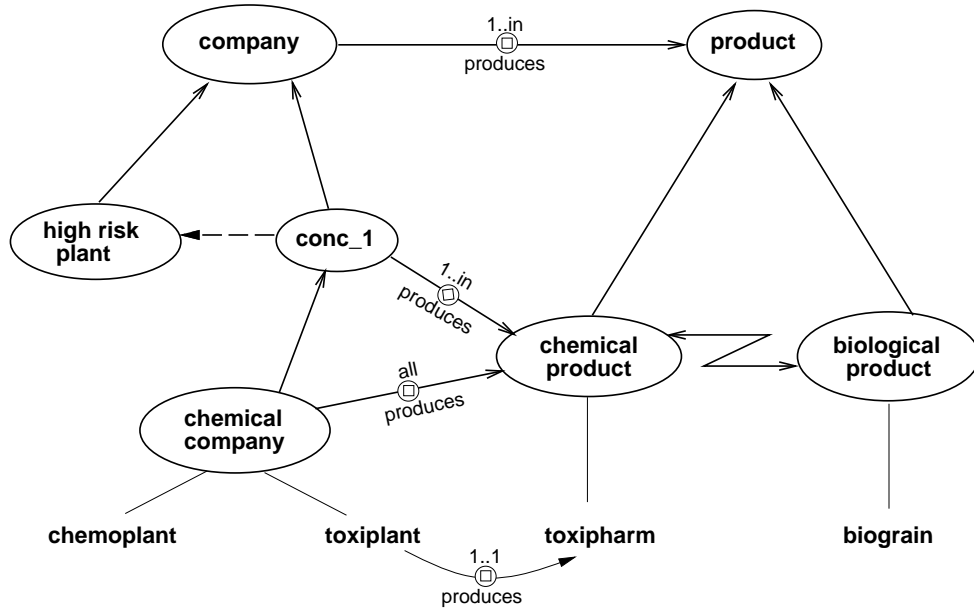 company
1..in
produces
product
high risk
plant
conc_1
1..in
produces
chemical
product
biological
product
all
produces
chemical
company
chemoplant
toxiplant
toxipharm
biograin
1..1
produces